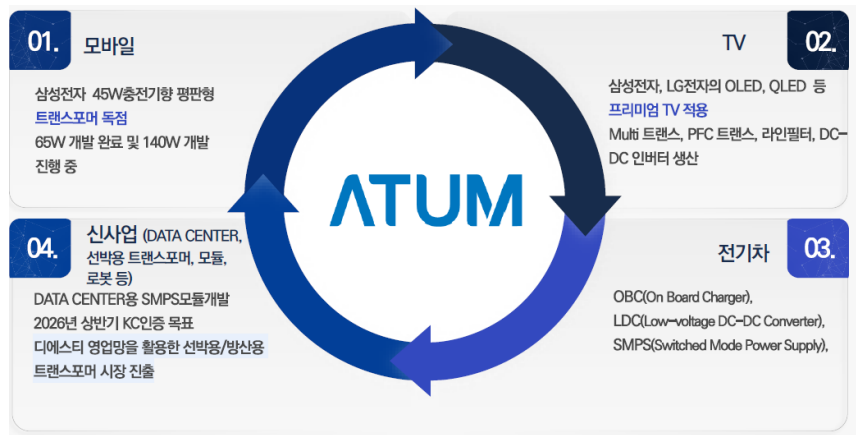 01. 모바일
삼성전자 45W충전기향 평판형
트랜스포머 독점
65W 개발 완료 및 140W 개발
진행 중
TV 02.
삼성전자, LG전자의 OLED, QLED 등
프리미엄 TV 적용
Multi 트랜스, PFC 트랜스, 라인필터, DC-
DC 인버터 생산
ATUM
04. 신사업 (DATA CENTER,
선박용 트랜스포머, 모듈,
로봇 등)
DATA CENTER용 SMPS모듈개발
2026년 상반기 KC인증 목표
디에스티 영업망을 활용한 선박용/방산용
트랜스포머 시장 진출
전기차 03.
OBC(On Board Charger),
LDC(Low-voltage DC-DC Converter),
SMPS(Switched Mode Power Supply),